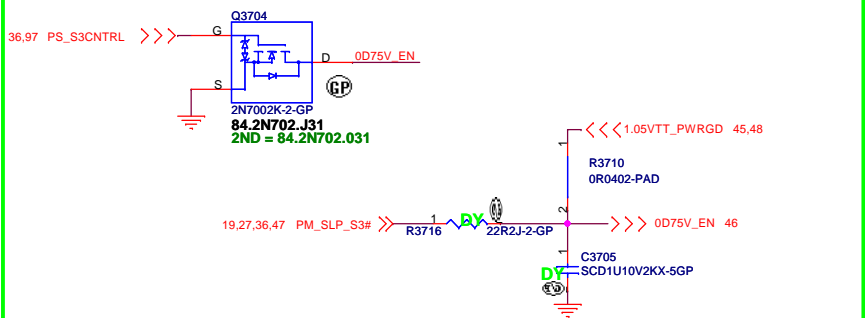 Q3704
36,97 PS_S3CNTRL
G
D
0D75V_EN
S
GP
2N7002K-2-GP
84.2N702.J31
2ND = 84.2N702.031
1.05VTT_PWRGD 45,48
1
R3710
0R0402-PAD
2
19,27,36,47 PM_SLP_S3#
1
DY
R3716
22R2J-2-GP
0D75V_EN 46
1
C3705
DY
SCD1U10V2KX-5GP